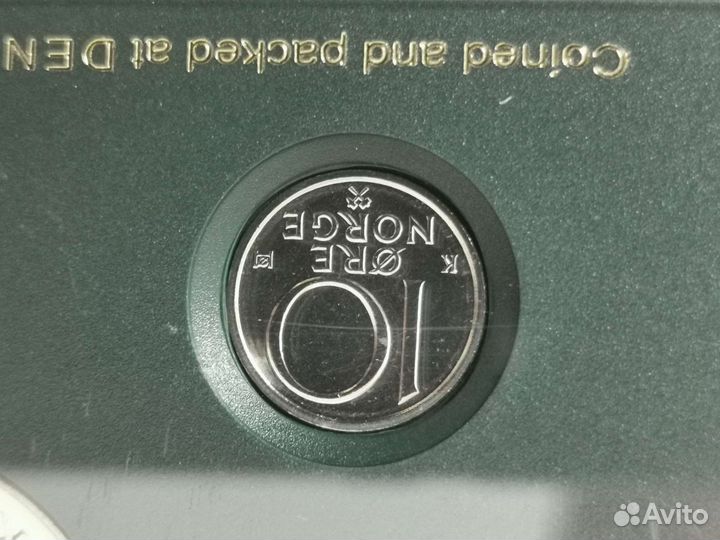 10
ØRE
K
NORGE
Coined and packed at DEN
Avito